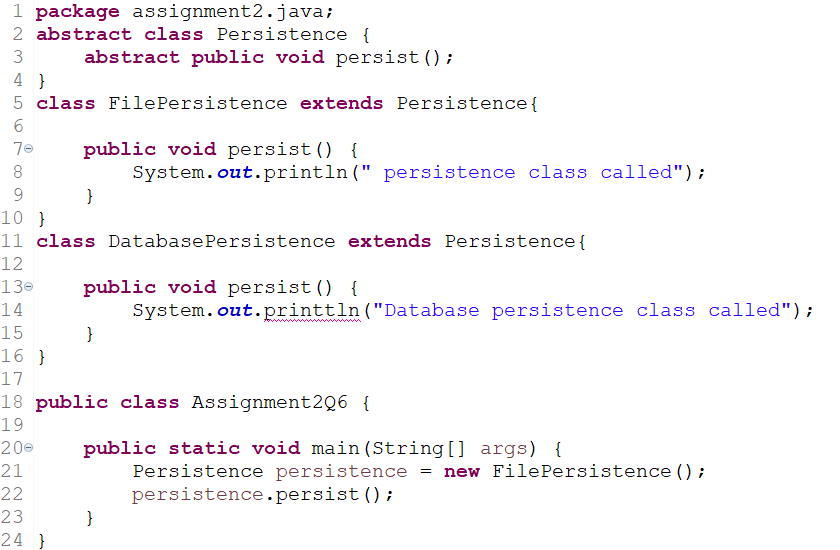 1 package assignment2.java;
2 abstract class Persistence {
3     abstract public void persist();
4 }
5 class FilePersistence extends Persistence{
6
7     public void persist() {
8         System.out.println(" persistence class called");
9     }
10 }
11 class DatabasePersistence extends Persistence{
12
13     public void persist() {
14         System.out.printtln("Database persistence class called");
15     }
16 }
17
18 public class Assignment2Q6 {
19
20     public static void main(String[] args) {
21         Persistence persistence = new FilePersistence();
22         persistence.persist();
23     }
24 }